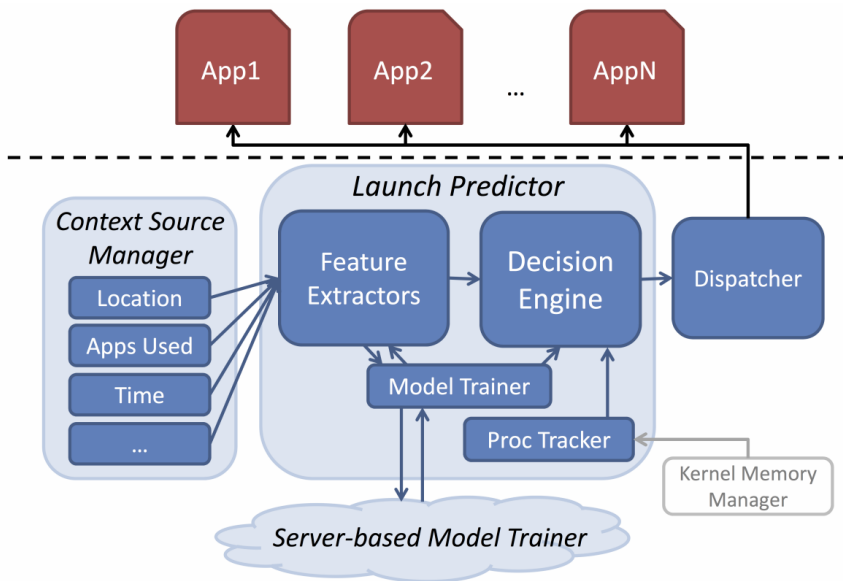 App1
App2
...
AppN
Launch Predictor
Context Source
Manager
Location
Apps Used
Time
...
Feature
Extractors
Decision
Engine
Dispatcher
Model Trainer
Proc Tracker
Kernel Memory
Manager
Server-based Model Trainer